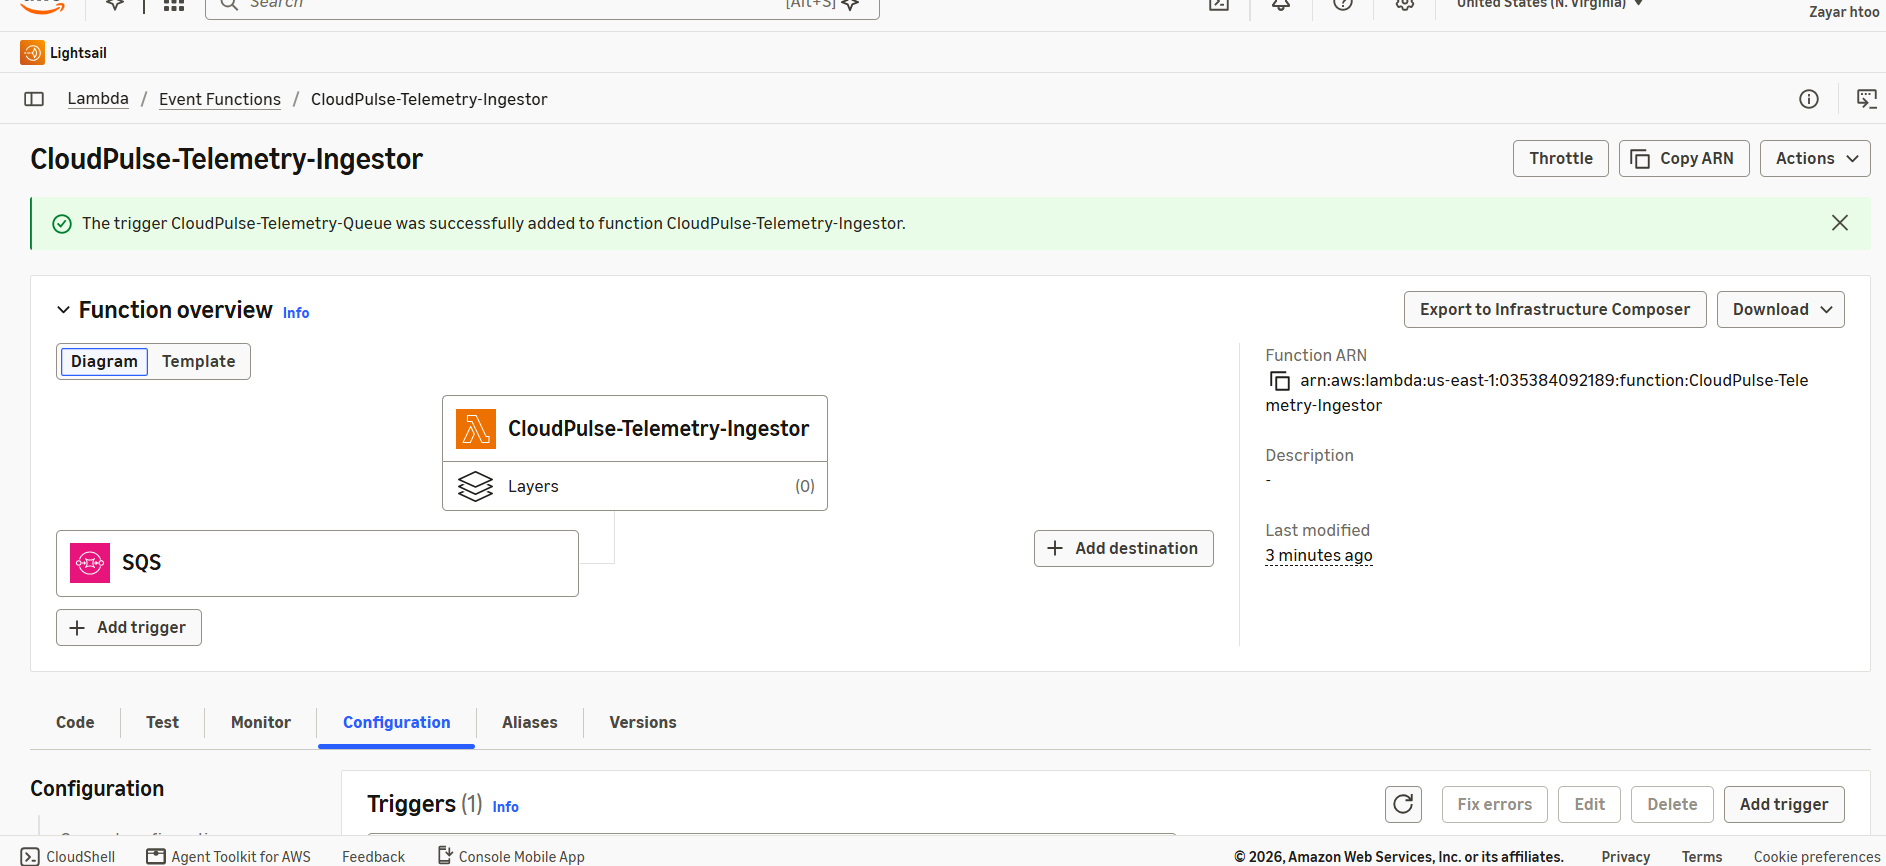 Search [Alt+S] United States (N. Virginia) Zayar htoo
Lightsail
Lambda / Event Functions / CloudPulse-Telemetry-Ingestor
CloudPulse-Telemetry-Ingestor Throttle Copy ARN Actions
The trigger CloudPulse-Telemetry-Queue was successfully added to function CloudPulse-Telemetry-Ingestor.
Function overview Info Export to Infrastructure Composer Download
Diagram Template
CloudPulse-Telemetry-Ingestor
Layers (0)
SQS
Add trigger
Add destination
Function ARN
arn:aws:lambda:us-east-1:035384092189:function:CloudPulse-Tele
metry-Ingestor
Description
-
Last modified
3 minutes ago
Code Test Monitor Configuration Aliases Versions
Configuration
Triggers (1) Info Fix errors Edit Delete Add trigger
CloudShell Agent Toolkit for AWS Feedback Console Mobile App © 2026, Amazon Web Services, Inc. or its affiliates. Privacy Terms Cookie preferences